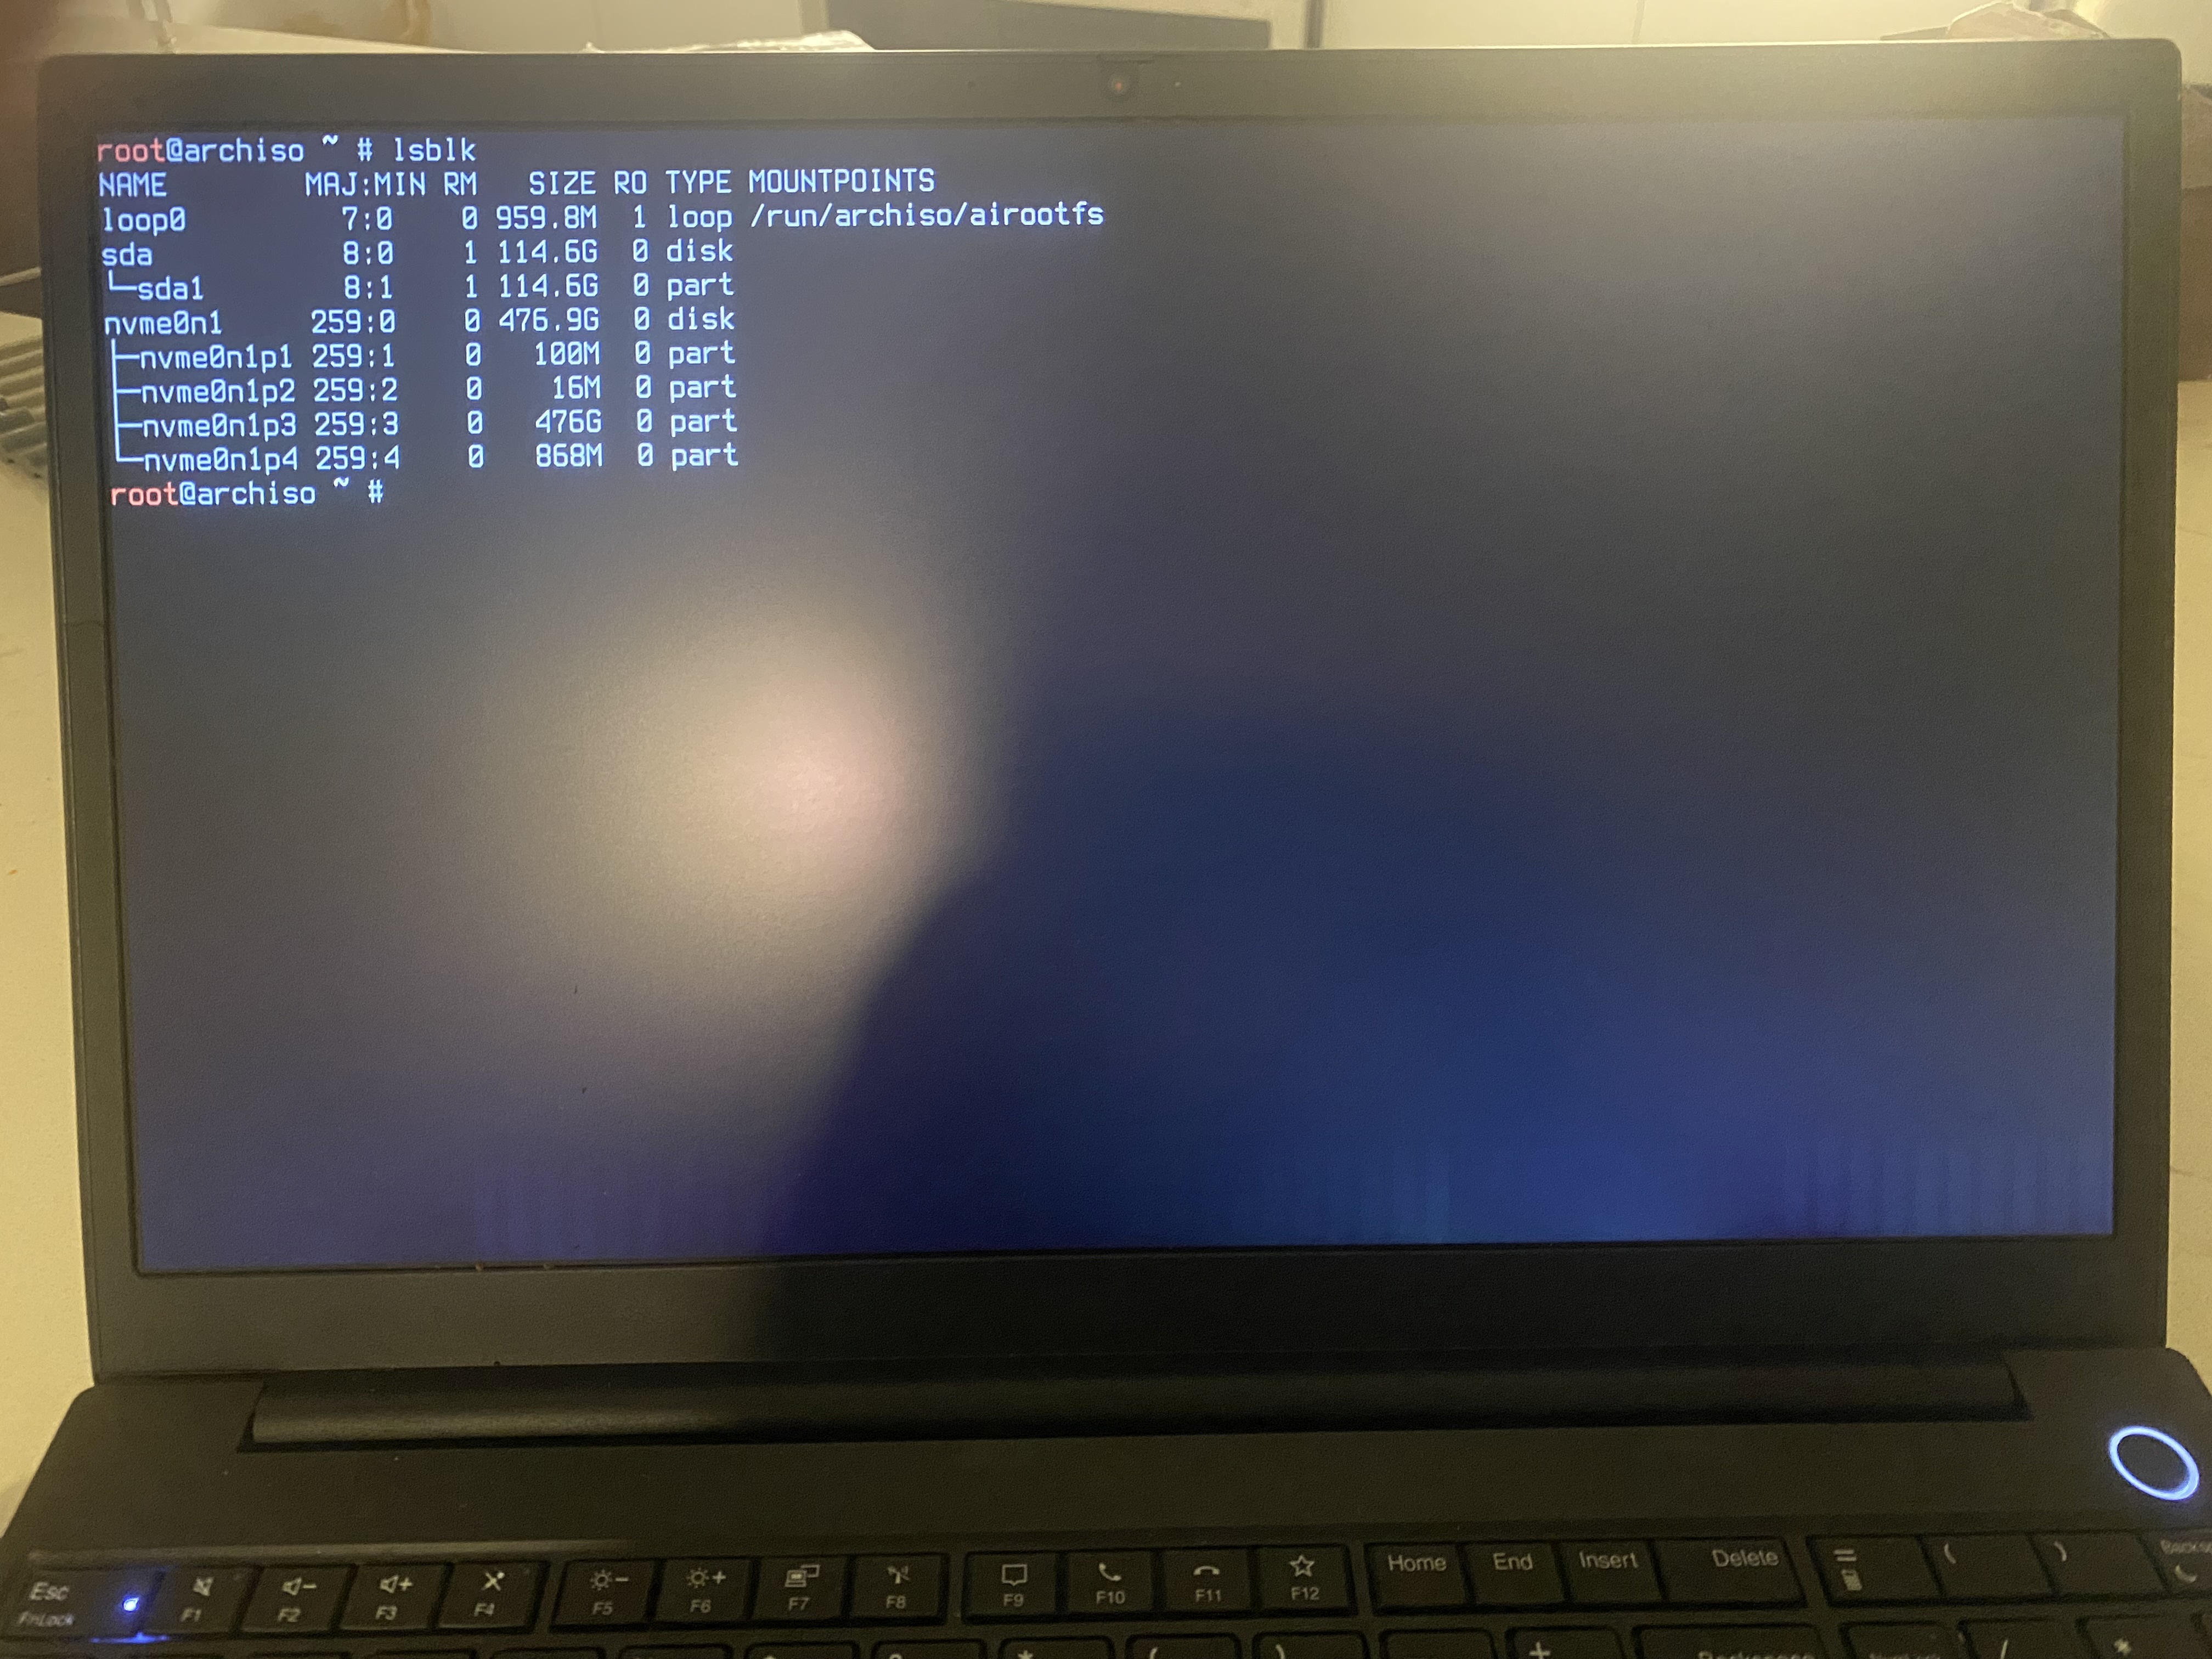 root@archiso ~ # lsblk
NAME        MAJ:MIN RM   SIZE RO TYPE MOUNTPOINTS
loop0         7:0    0 959.8M  1 loop /run/archiso/airootfs
sda           8:0    1 114.6G  0 disk
└─sda1        8:1    1 114.6G  0 part
nvme0n1     259:0    0 476.9G  0 disk
├─nvme0n1p1 259:1    0   100M  0 part
├─nvme0n1p2 259:2    0    16M  0 part
├─nvme0n1p3 259:3    0   476G  0 part
└─nvme0n1p4 259:4    0   868M  0 part
root@archiso ~ #
Esc Home End Insert Delete
FnLock F1 F2 F3 F4 F5 F6 F7 F8 F9 F10 F11 F12